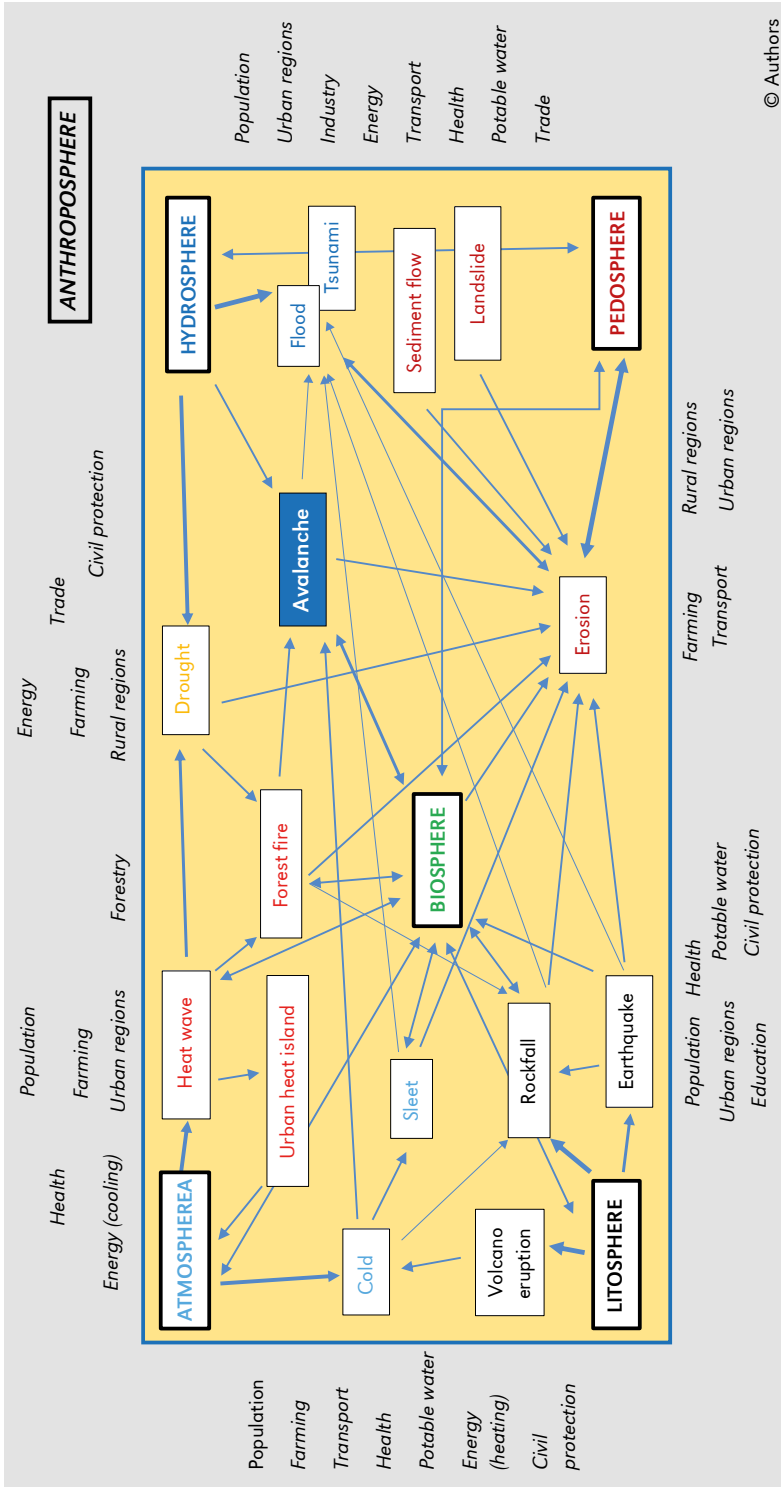 ANTHROPOSPHERE
Health
Energy (cooling)
Population
Farming
Urban regions
Forestry
Energy
Farming
Rural regions
Trade
Civil protection
Population
Farming
Transport
Health
Potable water
Energy
(heating)
Civil
protection
ATMOSPHEREA
Heat wave
Drought
HYDROSPHERE
Urban heat island
Forest fire
Avalanche
Flood
Tsunami
Cold
Sleet
BIOSPHERE
Sediment flow
Landslide
Volcano
eruption
Rockfall
Erosion
LITOSPHERE
Earthquake
PEDOSPHERE
Population
Urban regions
Industry
Energy
Transport
Health
Potable water
Trade
Population
Urban regions
Education
Health
Potable water
Civil protection
Farming
Transport
Rural regions
Urban regions
© Authors